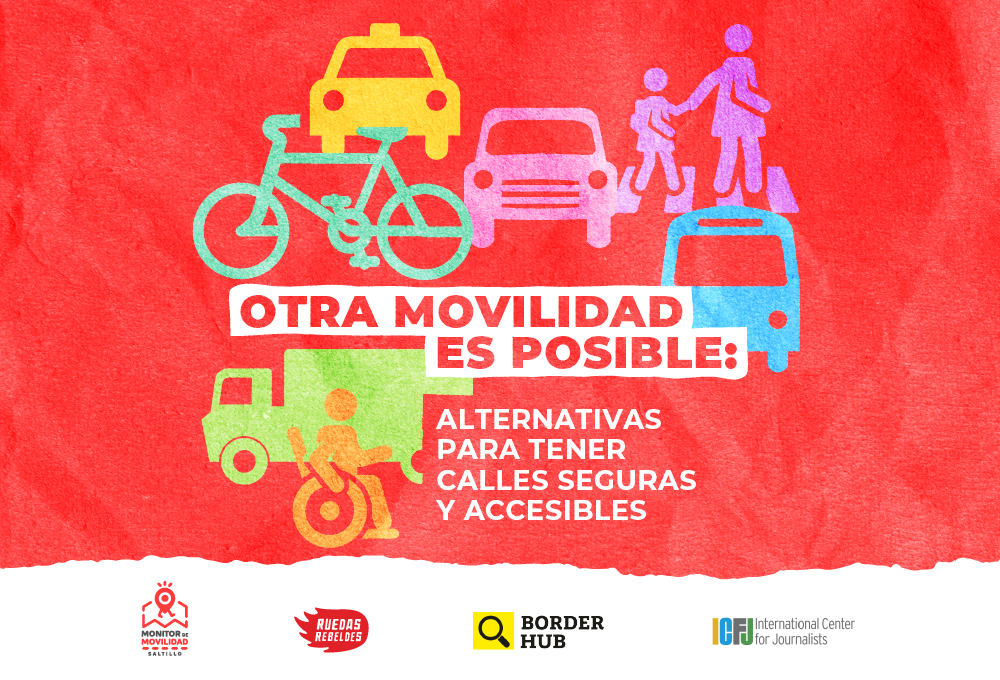 OTRA MOVILIDAD
ES POSIBLE:
ALTERNATIVAS
PARA TENER
CALLES SEGURAS
Y ACCESIBLES
MONITOR DE
MOVILIDAD
SALTILLO
RUEDAS
REBELDES
BORDER
HUB
ICFJ International Center
for Journalists